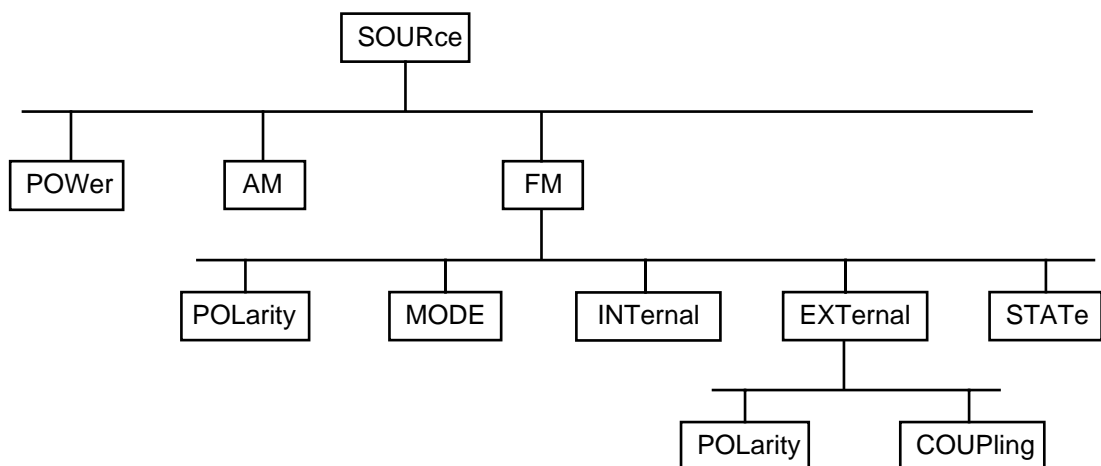 SOURce
POWer
AM
FM
POLarity
MODE
INTernal
EXTernal
STATe
POLarity
COUPling